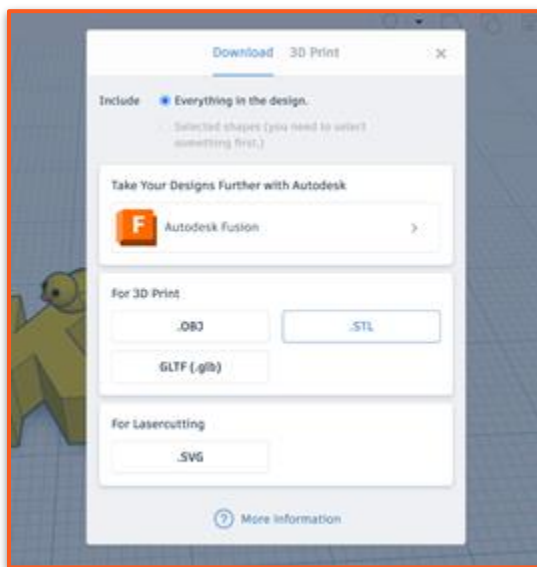 Download 3D Print
Include Everything in the design.
Selected shapes (you need to select
something first.)
Take Your Designs Further with Autodesk
F Autodesk Fusion
For 3D Print
.OBJ .STL
GLTF (.glb)
For Lasercutting
.SVG
? More information